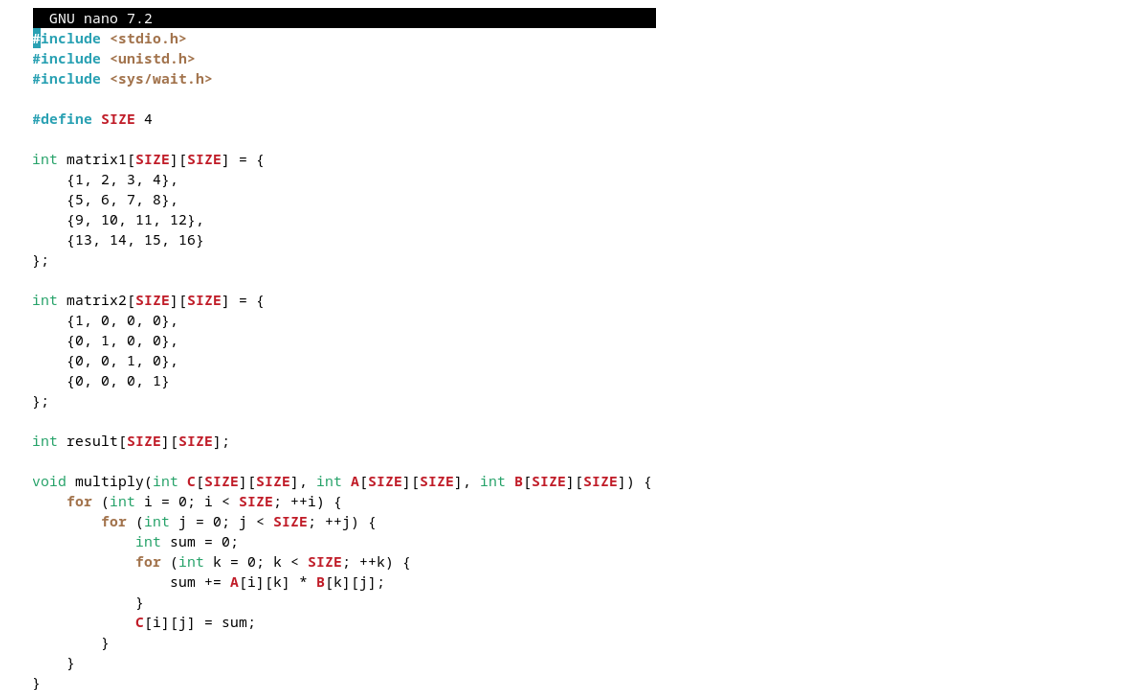 GNU nano 7.2
#include <stdio.h>
#include <unistd.h>
#include <sys/wait.h>

#define SIZE 4

int matrix1[SIZE][SIZE] = {
    {1, 2, 3, 4},
    {5, 6, 7, 8},
    {9, 10, 11, 12},
    {13, 14, 15, 16}
};

int matrix2[SIZE][SIZE] = {
    {1, 0, 0, 0},
    {0, 1, 0, 0},
    {0, 0, 1, 0},
    {0, 0, 0, 1}
};

int result[SIZE][SIZE];

void multiply(int C[SIZE][SIZE], int A[SIZE][SIZE], int B[SIZE][SIZE]) {
    for (int i = 0; i < SIZE; ++i) {
        for (int j = 0; j < SIZE; ++j) {
            int sum = 0;
            for (int k = 0; k < SIZE; ++k) {
                sum += A[i][k] * B[k][j];
            }
            C[i][j] = sum;
        }
    }
}